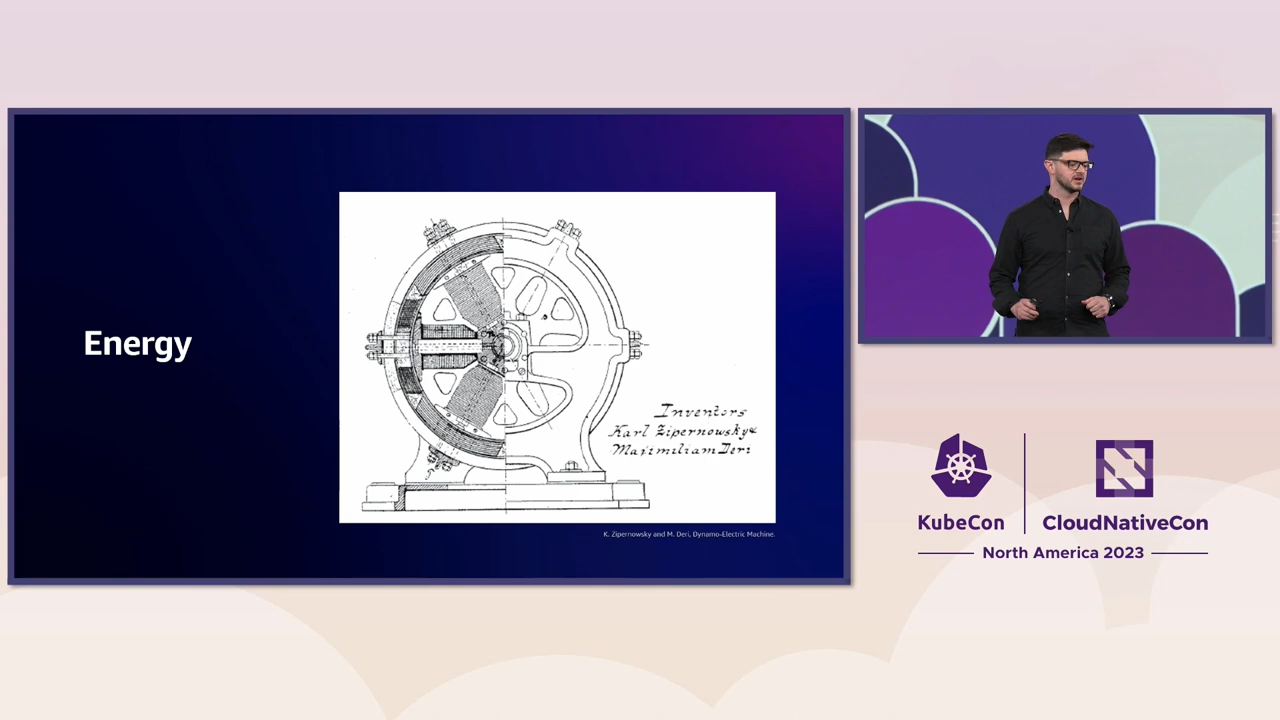 Energy
Inventors
Karl Zipernowsky &
Maximiliam Deri
K. Zipernowsky and M. Deri, Dynamo-Electric Machine.
KubeCon
CloudNativeCon
North America 2023